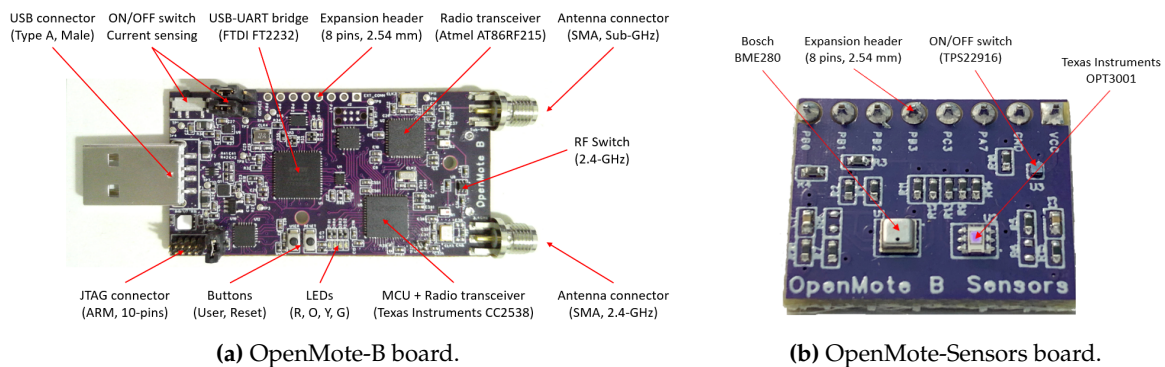 USB connector
(Type A, Male)
ON/OFF switch
Current sensing
USB-UART bridge
(FTDI FT2232)
Expansion header
(8 pins, 2.54 mm)
Radio transceiver
(Atmel AT86RF215)
Antenna connector
(SMA, Sub-GHz)
RF Switch
(2.4-GHz)
OpenMote B
JTAG connector
(ARM, 10-pins)
Buttons
(User, Reset)
LEDs
(R, O, Y, G)
MCU + Radio transceiver
(Texas Instruments CC2538)
Antenna connector
(SMA, 2.4-GHz)
(a) OpenMote-B board.
Bosch
BME280
Expansion header
(8 pins, 2.54 mm)
ON/OFF switch
(TPS22916)
Texas Instruments
OPT3001
PB0 PB1 PB2 PB3 PC3 PA7 GND VCC
OpenMote B Sensors
(b) OpenMote-Sensors board.